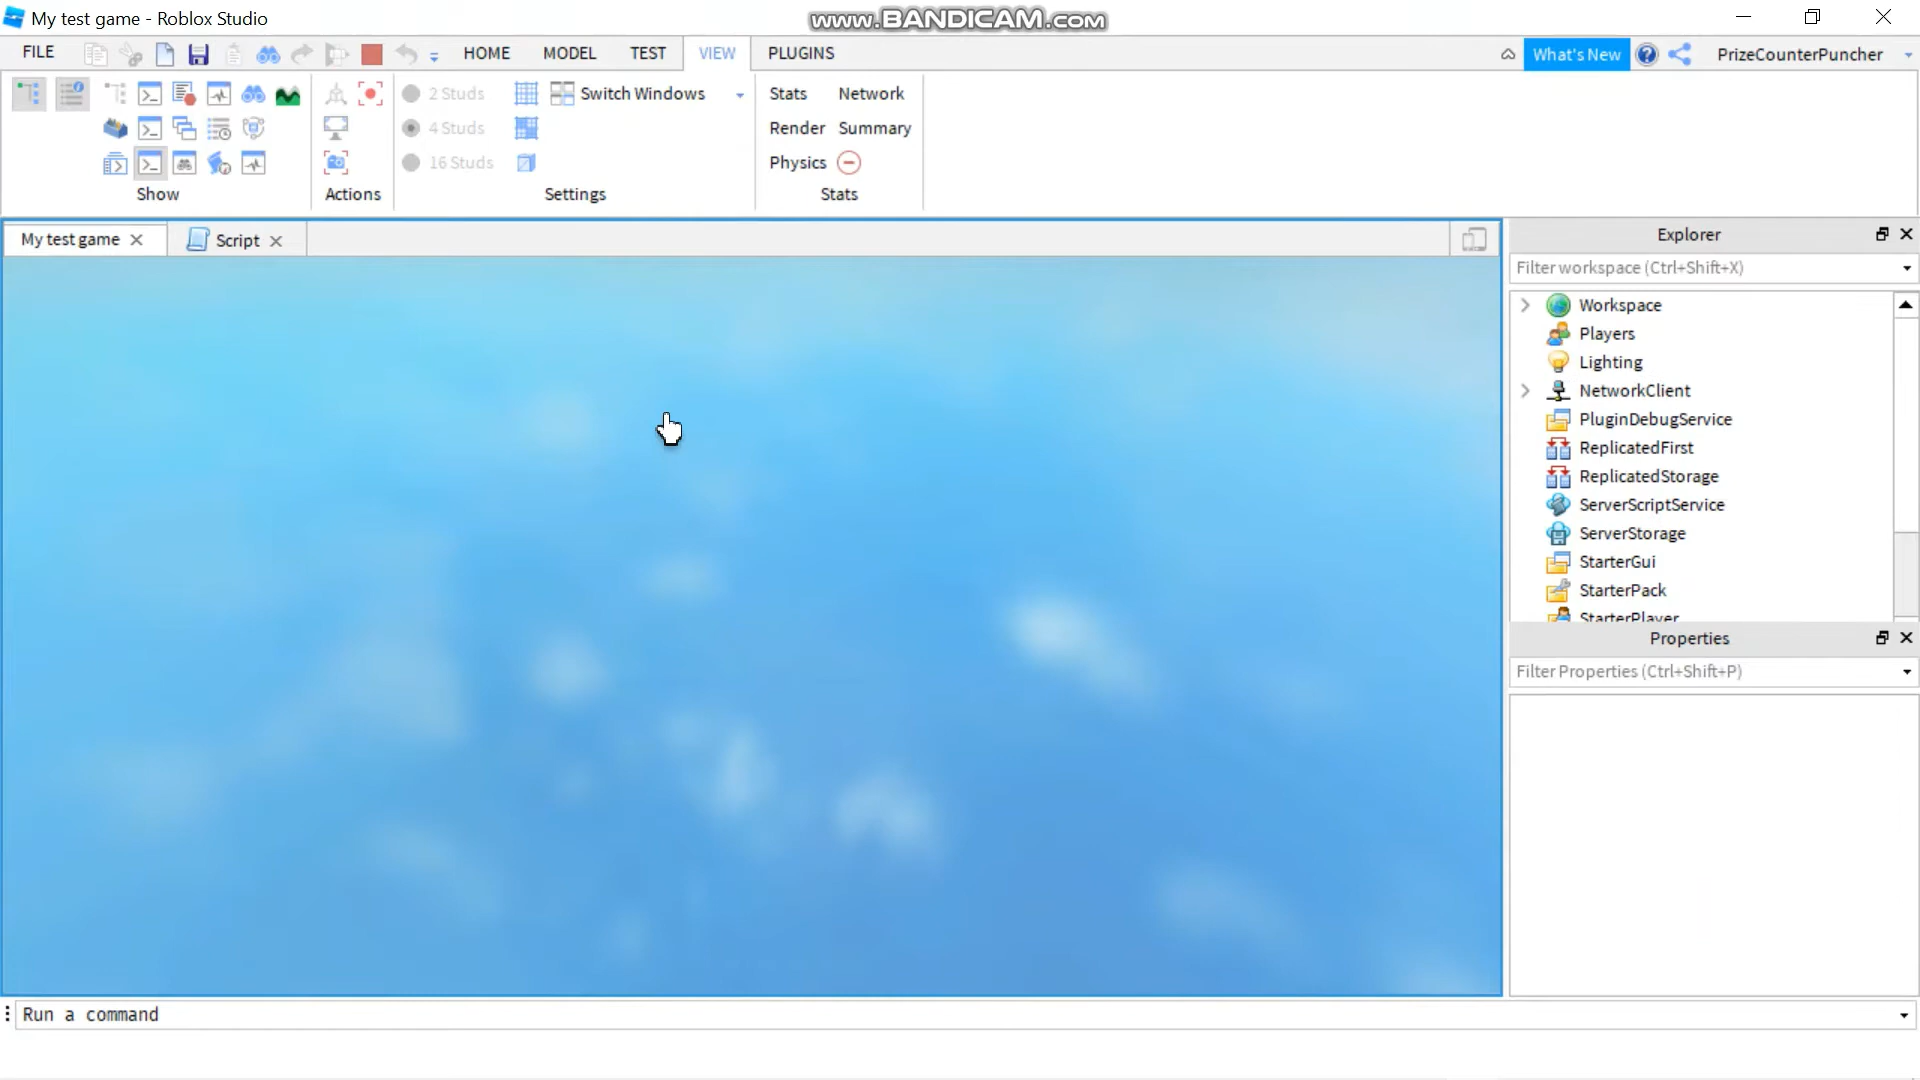 My test game - Roblox Studio
www.BANDICAM.com
FILE HOME MODEL TEST VIEW PLUGINS What's New PrizeCounterPuncher
2 Studs Switch Windows Stats Network
4 Studs Render Summary
16 Studs Physics
Show Actions Settings Stats
My test game Script
Explorer
Filter workspace (Ctrl+Shift+X)
Workspace
Players
Lighting
NetworkClient
PluginDebugService
ReplicatedFirst
ReplicatedStorage
ServerScriptService
ServerStorage
StarterGui
StarterPack
StarterPlayer
Properties
Filter Properties (Ctrl+Shift+P)
Run a command